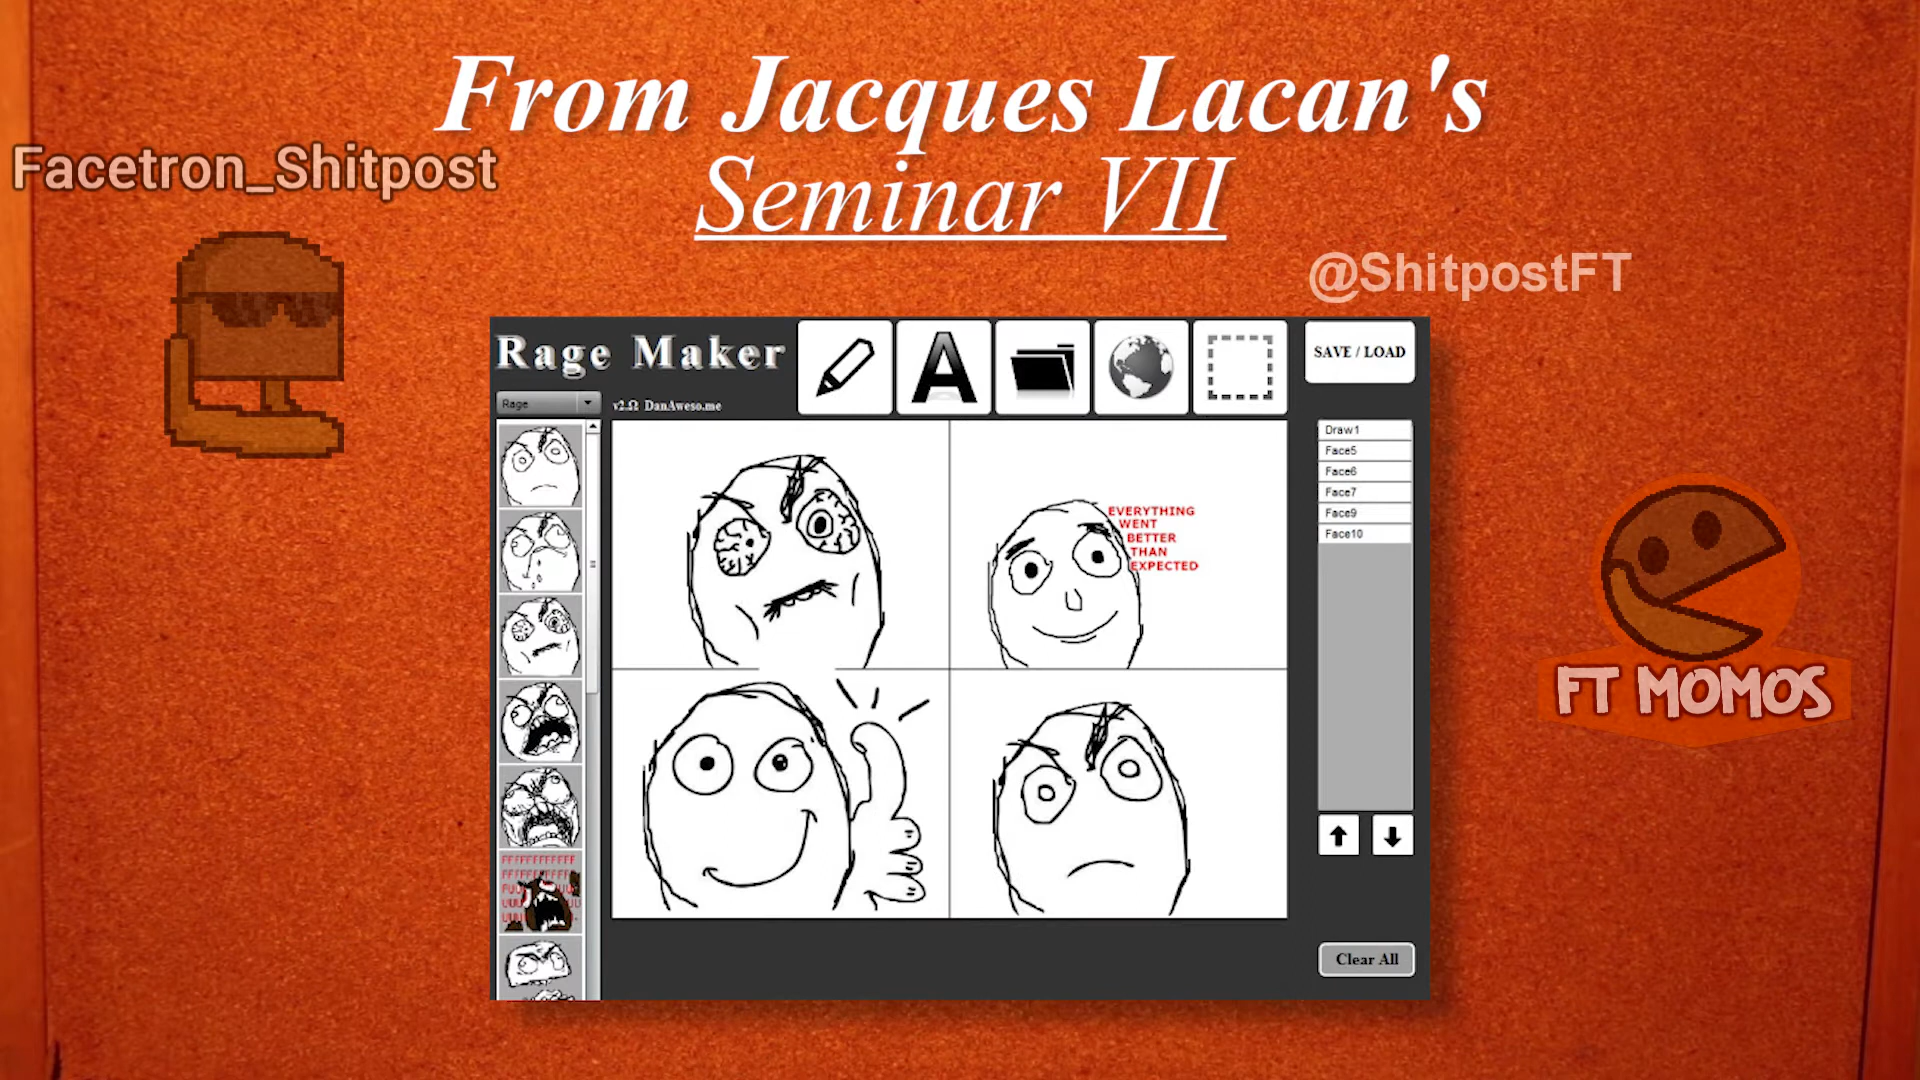 From Jacques Lacan's
Seminar VII
Facetron_Shitpost
@ShitpostFT
Rage Maker
A
SAVE / LOAD
Rage
v2.Ω DanAweso.me
Draw1
Face5
Face6
Face7
Face9
Face10
EVERYTHING
WENT
BETTER
THAN
EXPECTED
FT MOMOS
FFFFFFFFFFFF
Clear All